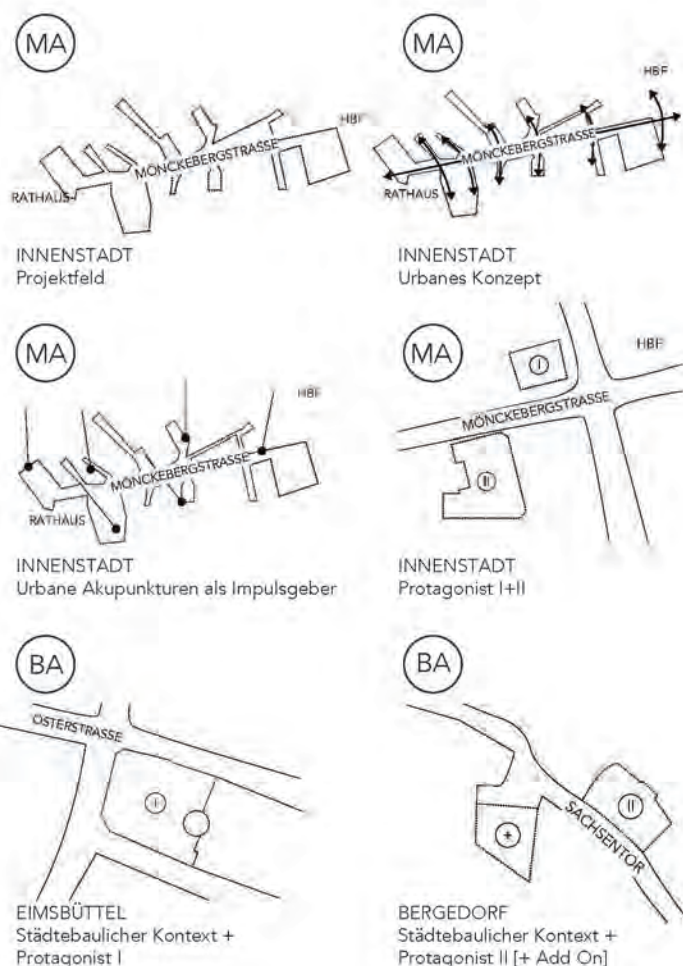 MA
HBF
MÖNCKEBERGSTRASSE
RATHAUS
INNENSTADT
Projektfeld
MA
HBF
MÖNCKEBERGSTRASSE
RATHAUS
INNENSTADT
Urbanes Konzept
MA
HBF
MÖNCKEBERGSTRASSE
RATHAUS
INNENSTADT
Urbane Akupunkturen als Impulsgeber
MA
HBF
I
MÖNCKEBERGSTRASSE
II
INNENSTADT
Protagonist I+II
BA
OSTERSTRASSE
I
EIMSBÜTTEL
Städtebaulicher Kontext +
Protagonist I
BA
II
SACHSENTOR
+
BERGEDORF
Städtebaulicher Kontext +
Protagonist II [+ Add On]